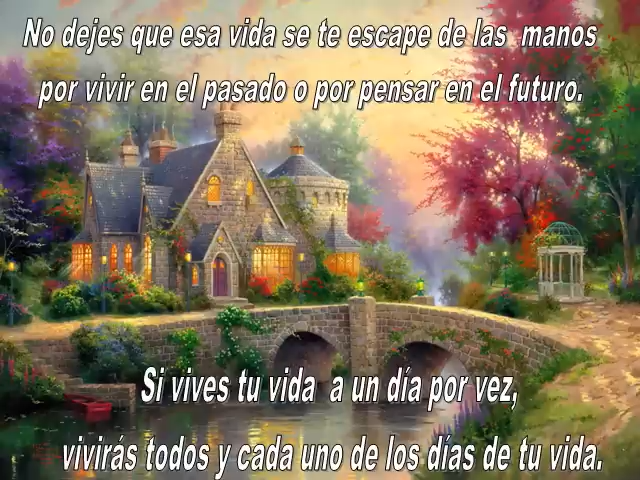 No dejes que esa vida se te escape de las manos
por vivir en el pasado o por pensar en el futuro.
Si vives tu vida a un día por vez,
vivirás todos y cada uno de los días de tu vida.